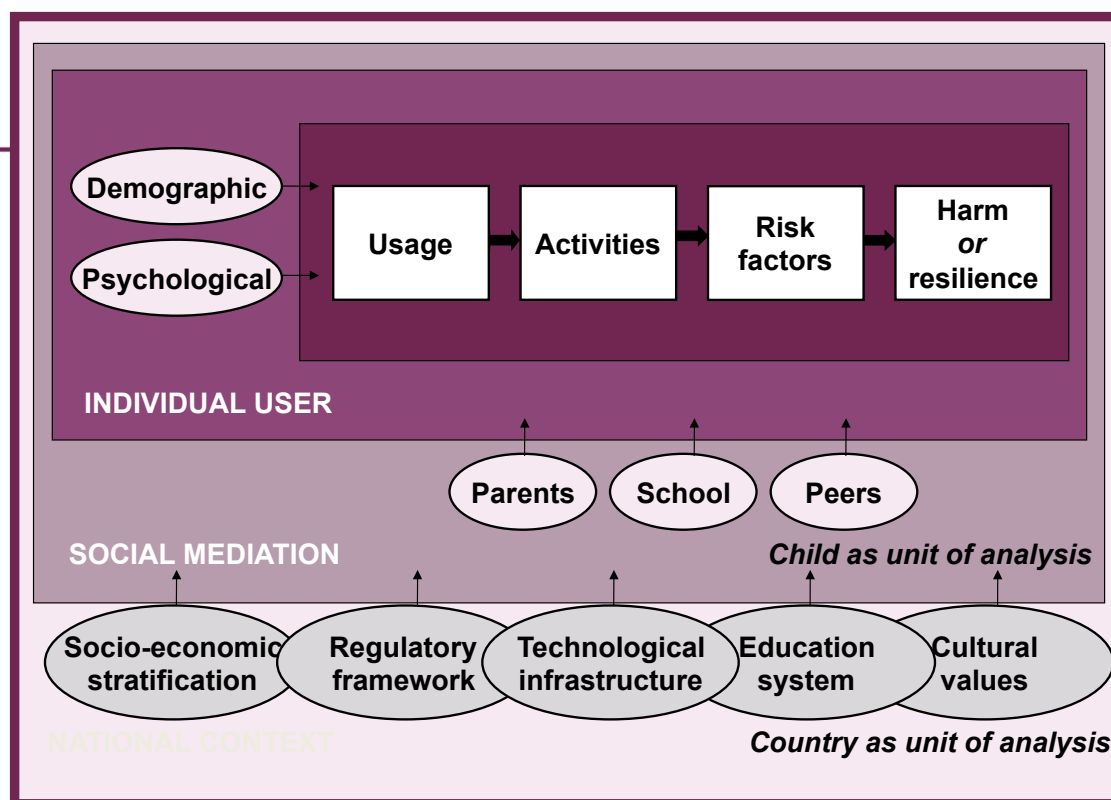 Demographic
Psychological
Usage
Activities
Risk
factors
Harm
or
resilience
INDIVIDUAL USER
Parents
School
Peers
SOCIAL MEDIATION
Child as unit of analysis
Socio-economic
stratification
Regulatory
framework
Technological
infrastructure
Education
system
Cultural
values
NATIONAL CONTEXT
Country as unit of analysis